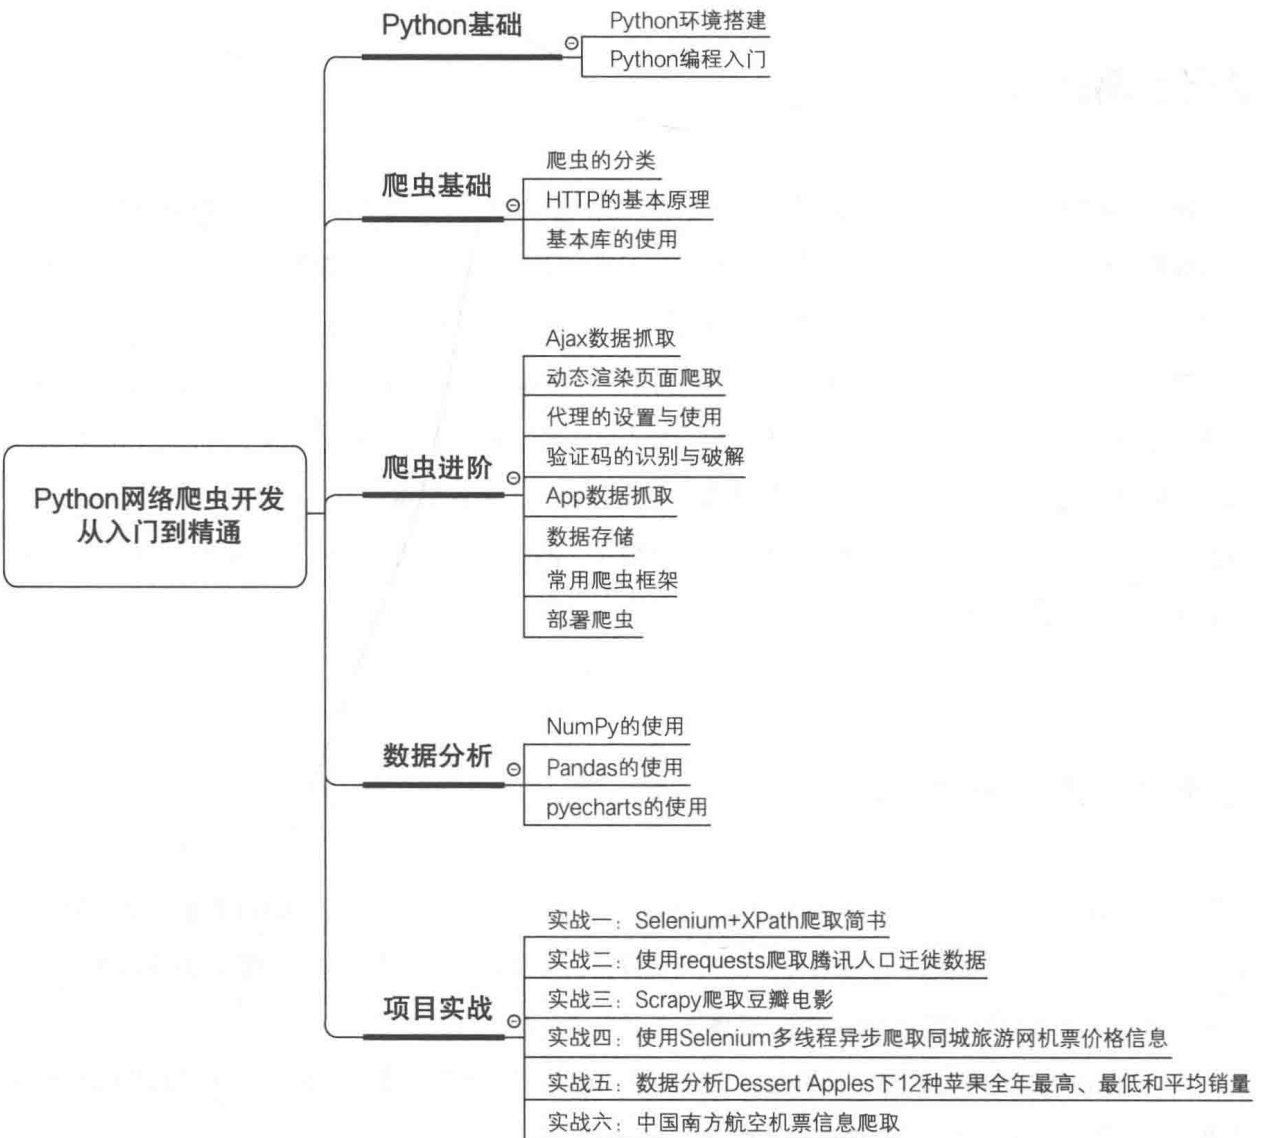 Python基础
Python环境搭建
Python编程入门
爬虫基础
爬虫的分类
HTTP的基本原理
基本库的使用
Python网络爬虫开发
从入门到精通
爬虫进阶
Ajax数据抓取
动态渲染页面爬取
代理的设置与使用
验证码的识别与破解
App数据抓取
数据存储
常用爬虫框架
部署爬虫
数据分析
NumPy的使用
Pandas的使用
pyecharts的使用
项目实战
实战一：Selenium+XPath爬取简书
实战二：使用requests爬取腾讯人口迁徙数据
实战三：Scrapy爬取豆瓣电影
实战四：使用Selenium多线程异步爬取同城旅游网机票价格信息
实战五：数据分析Dessert Apples下12种苹果全年最高、最低和平均销量
实战六：中国南方航空机票信息爬取